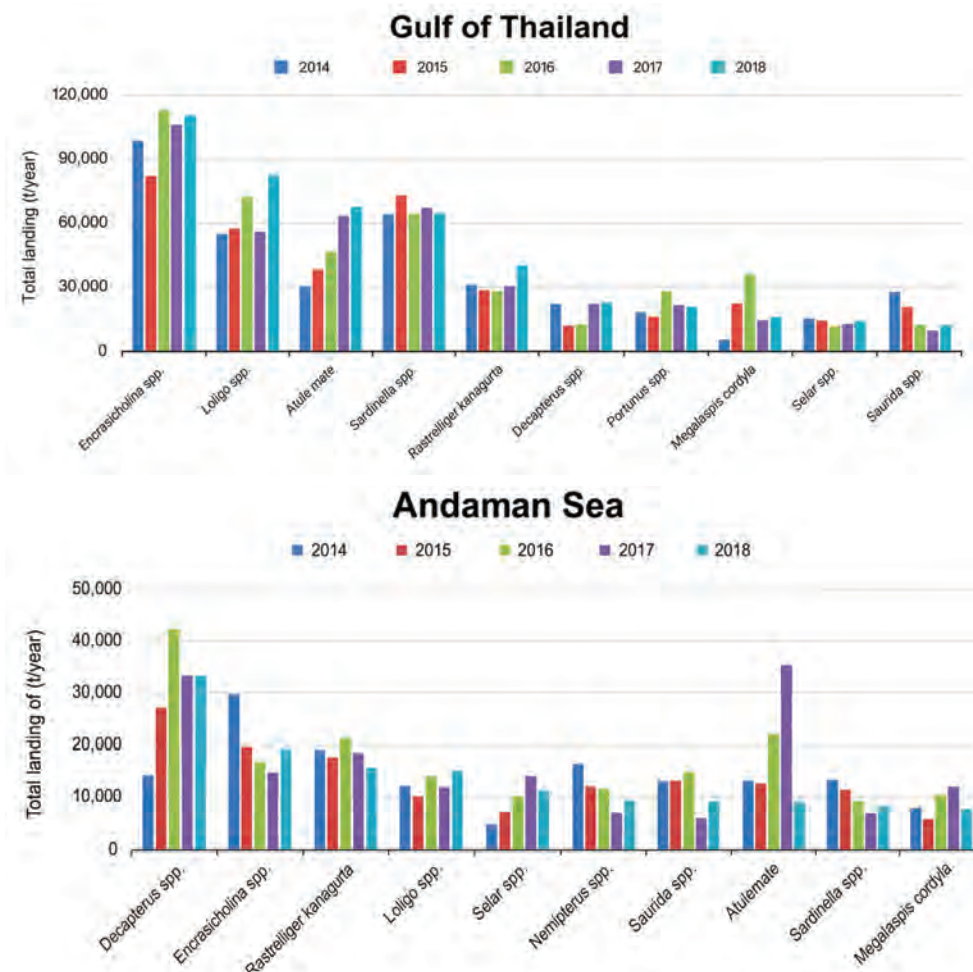 Gulf of Thailand
2014 2015 2016 2017 2018
Total landing (t/year)
120,000
90,000
60,000
30,000
0
Encrasicholina spp.
Loligo spp.
Atule mate
Sardinella spp.
Rastrelliger kanagurta
Decapterus spp.
Portunus spp.
Megalaspis cordyla
Selar spp.
Saurida spp.
Andaman Sea
2014 2015 2016 2017 2018
Total landing of (t/year)
50,000
40,000
30,000
20,000
10,000
0
Decapterus spp.
Encrasicholina spp.
Rastrelliger kanagurta
Loligo spp.
Selar spp.
Nemipterus spp.
Saurida spp.
Atulemate
Sardinella spp.
Megalaspis cordyla